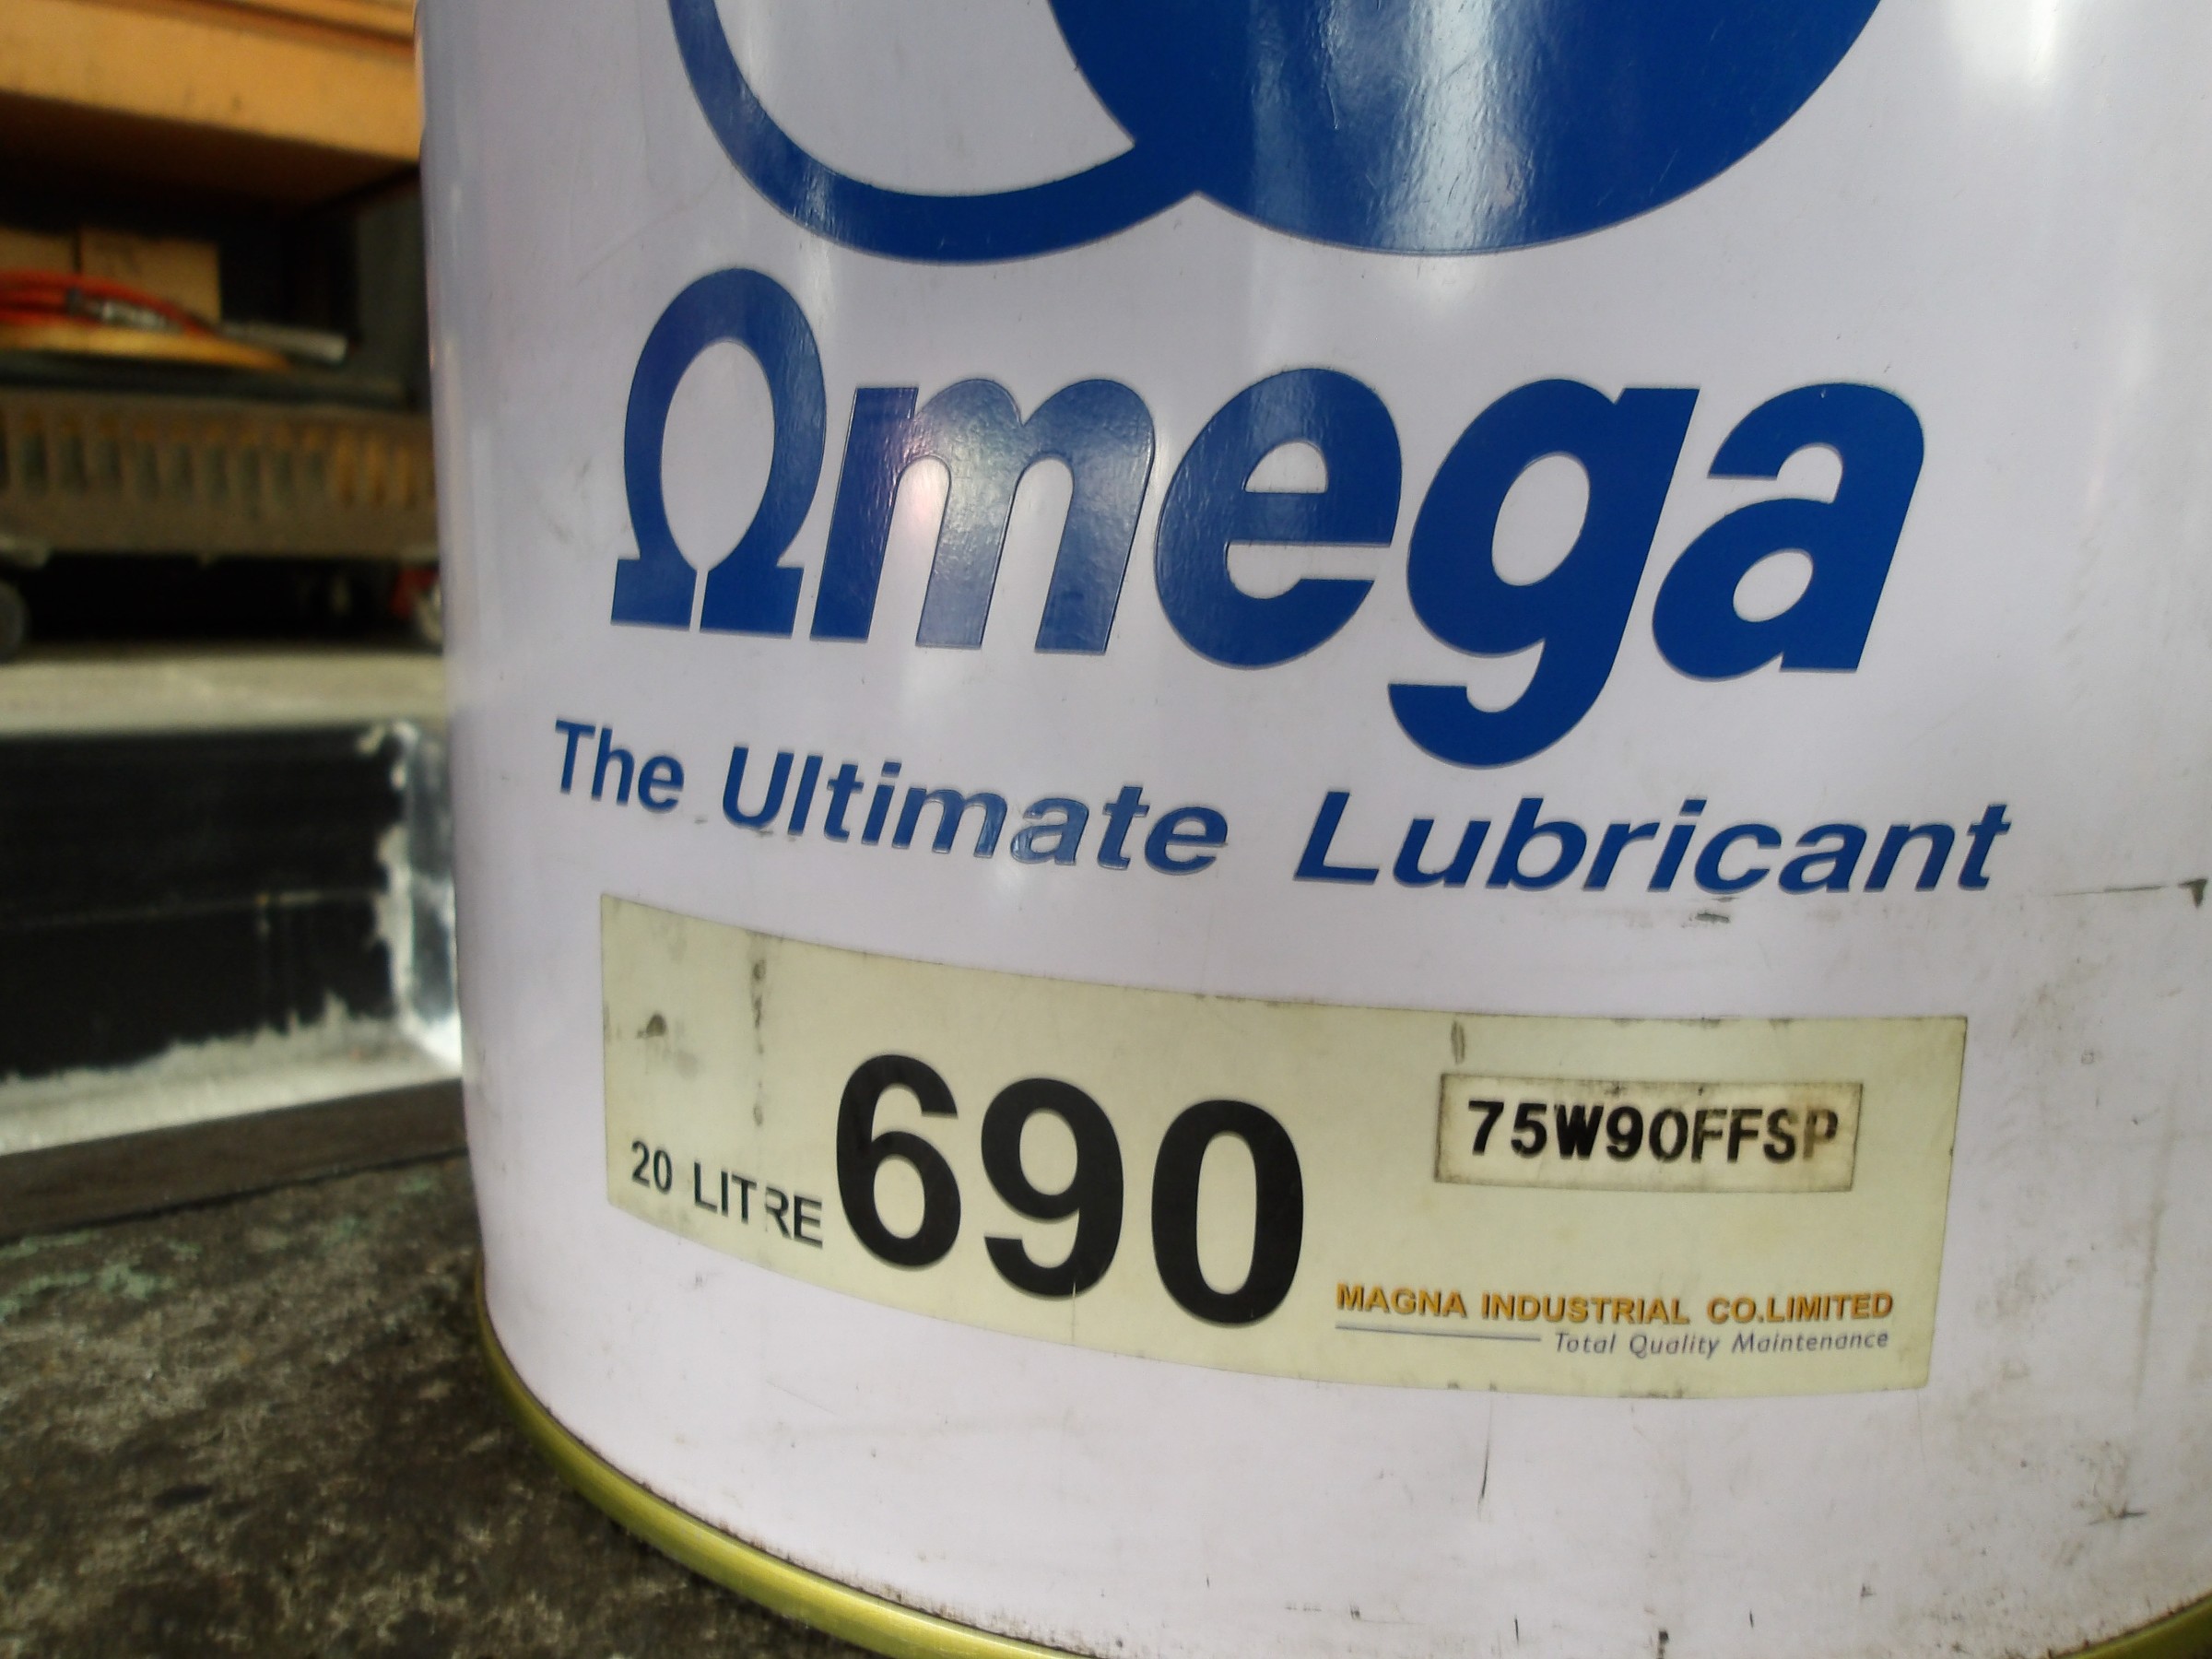 Ωmega
The Ultimate Lubricant
20 LITRE 690 75W90FFSP
MAGNA INDUSTRIAL CO.LIMITED
Total Quality Maintenance